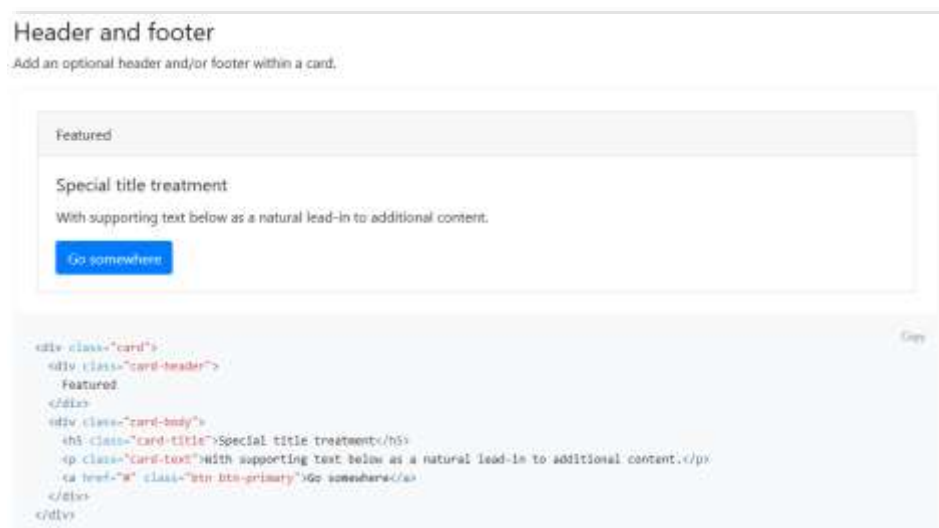 Header and footer
Add an optional header and/or footer within a card.
Featured
Special title treatment
With supporting text below as a natural lead-in to additional content.
Go somewhere
Copy
<div class="card">
  <div class="card-header">
    Featured
  </div>
  <div class="card-body">
    <h5 class="card-title">Special title treatment</h5>
    <p class="card-text">With supporting text below as a natural lead-in to additional content.</p>
    <a href="#" class="btn btn-primary">Go somewhere</a>
  </div>
</div>